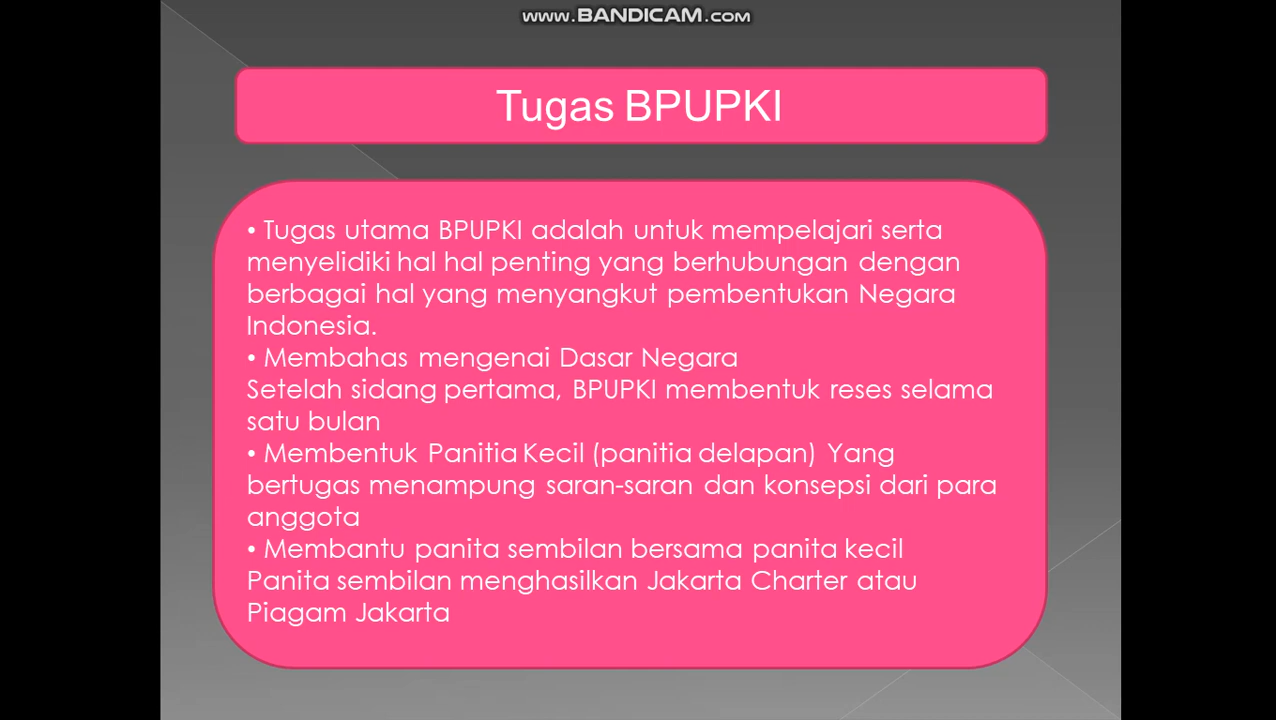 www.BANDICAM.com
Tugas BPUPKI
• Tugas utama BPUPKI adalah untuk mempelajari serta
menyelidiki hal hal penting yang berhubungan dengan
berbagai hal yang menyangkut pembentukan Negara
Indonesia.
• Membahas mengenai Dasar Negara
Setelah sidang pertama, BPUPKI membentuk reses selama
satu bulan
• Membentuk Panitia Kecil (panitia delapan) Yang
bertugas menampung saran-saran dan konsepsi dari para
anggota
• Membantu panita sembilan bersama panita kecil
Panita sembilan menghasilkan Jakarta Charter atau
Piagam Jakarta